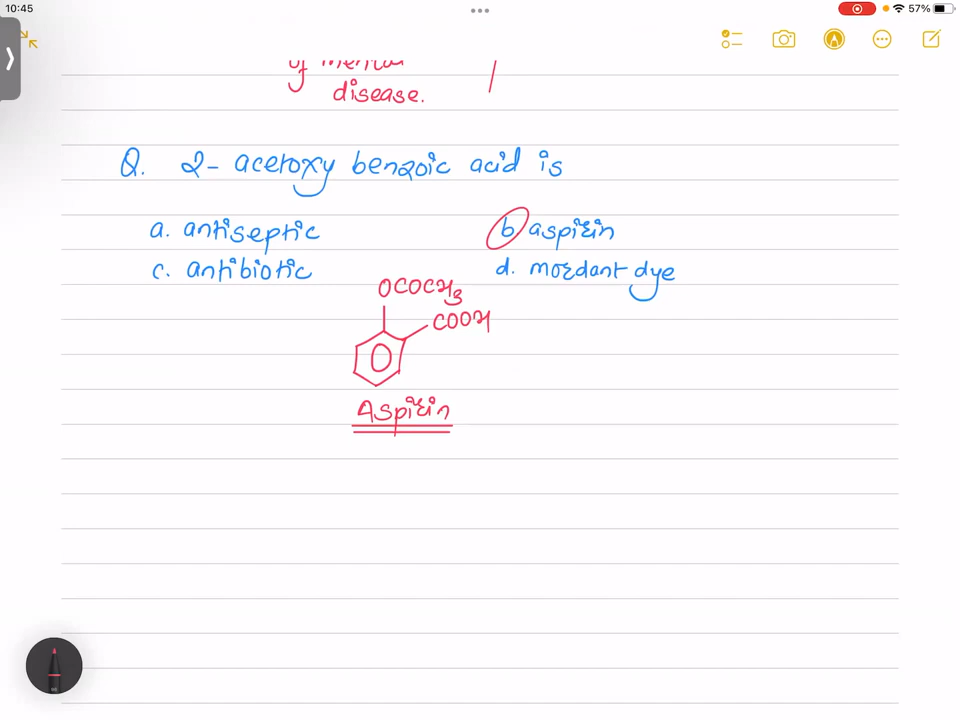 10:45
57%
disease.
Q. 2- acetoxy benzoic acid is
a. antiseptic b aspirin
c. antibiotic d. mordant dye
OCOCH3
COOH
Aspirin